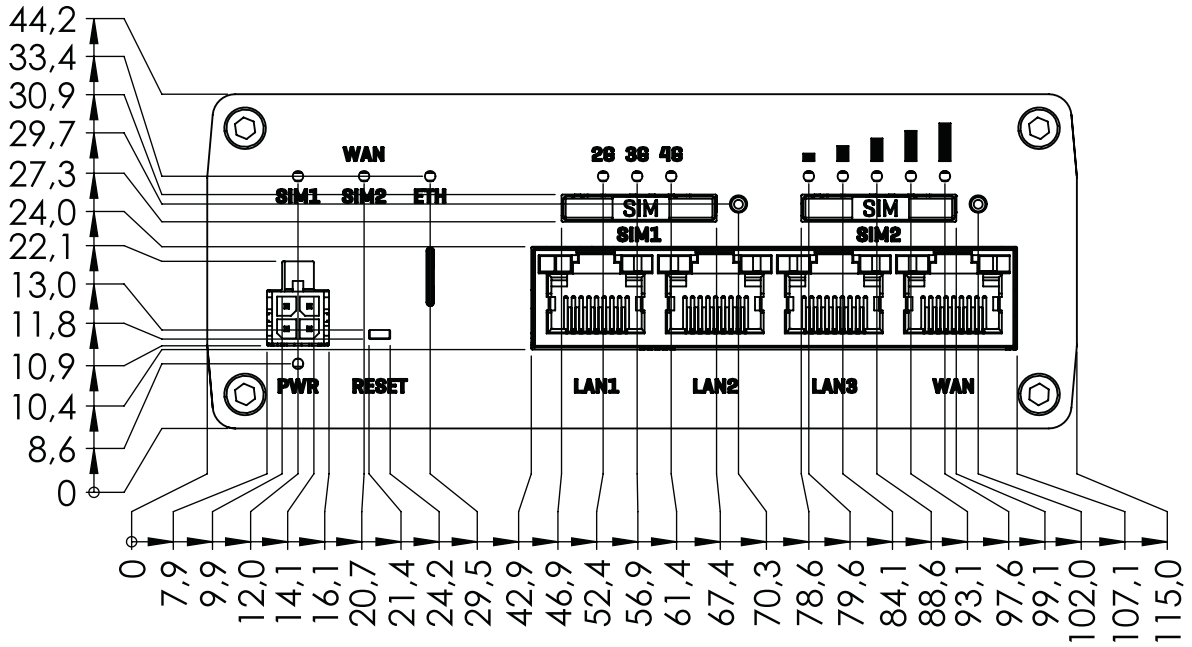 44,2
33,4
30,9
29,7
27,3
24,0
22,1
13,0
11,8
10,9
10,4
8,6
0
WAN
2G 3G 4G
SIM1 SIM2 ETH
SIM SIM
SIM1 SIM2
PWR RESET LAN1 LAN2 LAN3 WAN
0 7,9 9,9 12,0 14,1 16,1 20,7 21,4 24,2 29,5 42,9 46,9 52,4 56,9 61,4 67,4 70,3 78,6 79,6 84,1 88,6 93,1 97,6 99,1 102,0 107,1 115,0